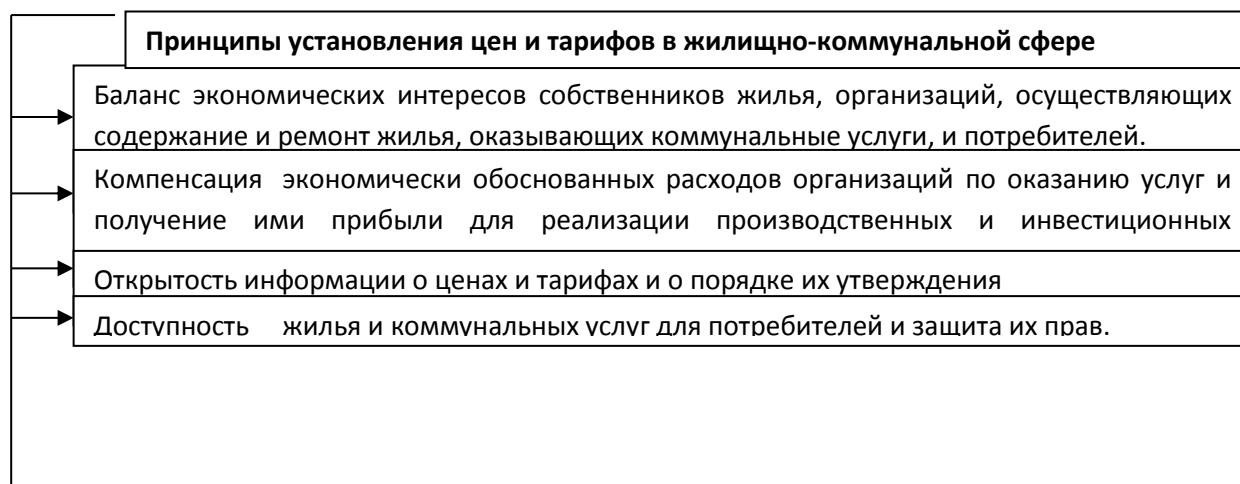 Принципы установления цен и тарифов в жилищно-коммунальной сфере
Баланс экономических интересов собственников жилья, организаций, осуществляющих
содержание и ремонт жилья, оказывающих коммунальные услуги, и потребителей.
Компенсация экономически обоснованных расходов организаций по оказанию услуг и
получение ими прибыли для реализации производственных и инвестиционных
Открытость информации о ценах и тарифах и о порядке их утверждения
Доступность жилья и коммунальных услуг для потребителей и защита их прав.